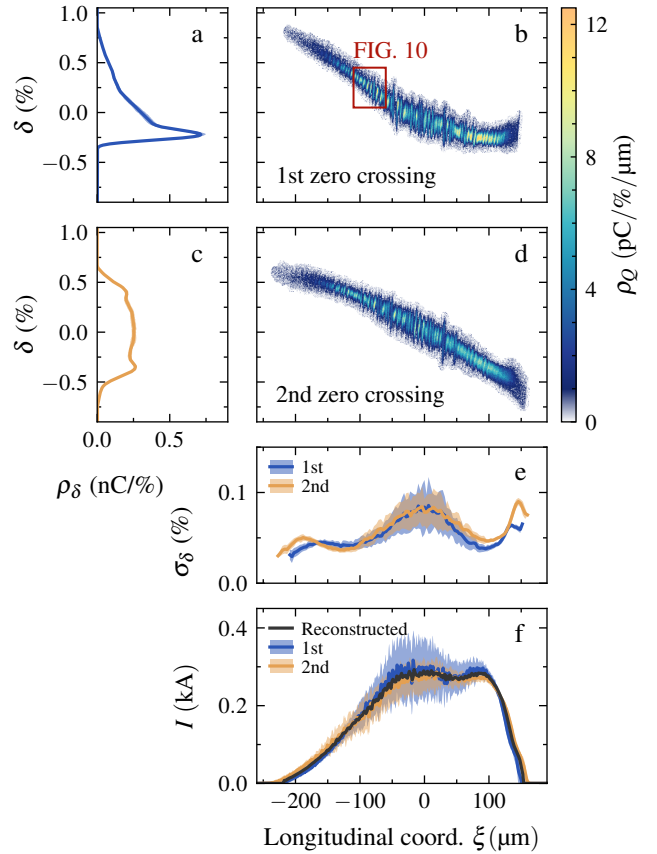 a
b
1.0
0.5
0.0
−0.5
δ (%)
FIG. 10
1st zero crossing
12
8
4
0
ρ_Q (pC/%/μm)
c
d
1.0
0.5
0.0
−0.5
δ (%)
2nd zero crossing
0.0
0.5
ρ_δ (nC/%)
e
1st
2nd
0.1
0.0
σ_δ (%)
f
Reconstructed
1st
2nd
0.4
0.2
0.0
I (kA)
−200
−100
0
100
Longitudinal coord. ξ (μm)